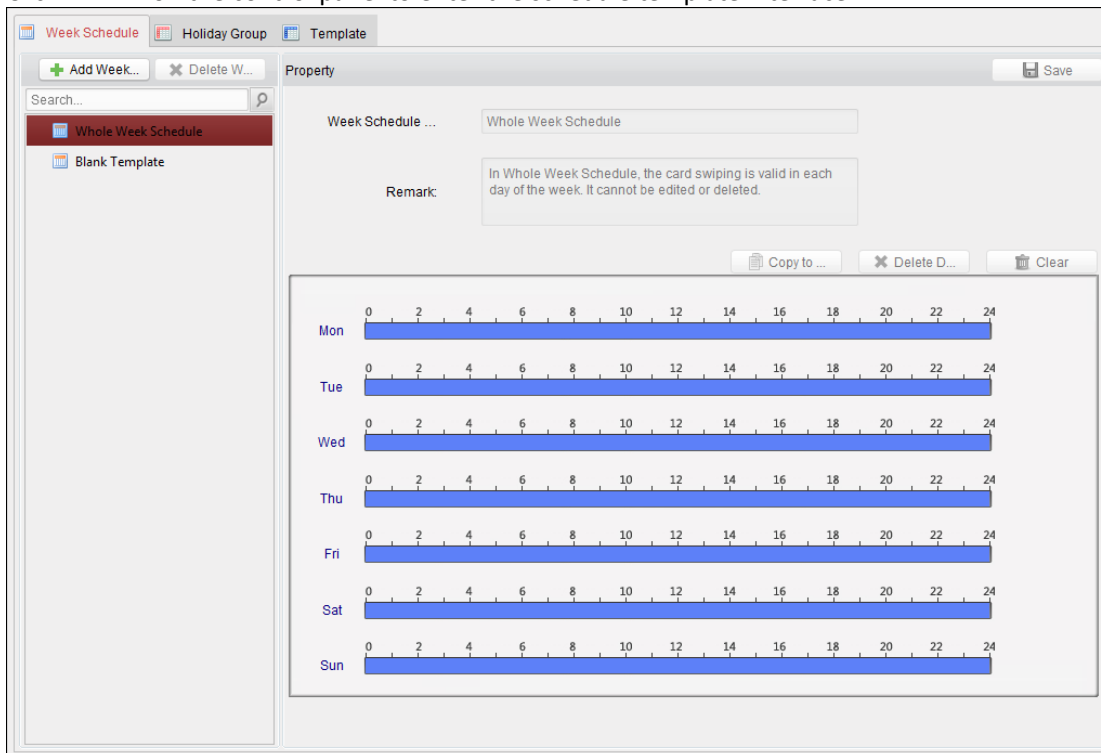 Week Schedule Holiday Group Template
Add Week... Delete W... Property Save
Search...
Whole Week Schedule
Blank Template
Week Schedule ... Whole Week Schedule
Remark: In Whole Week Schedule, the card swiping is valid in each
day of the week. It cannot be edited or deleted.
Copy to ... Delete D... Clear
0 2 4 6 8 10 12 14 16 18 20 22 24
Mon
0 2 4 6 8 10 12 14 16 18 20 22 24
Tue
0 2 4 6 8 10 12 14 16 18 20 22 24
Wed
0 2 4 6 8 10 12 14 16 18 20 22 24
Thu
0 2 4 6 8 10 12 14 16 18 20 22 24
Fri
0 2 4 6 8 10 12 14 16 18 20 22 24
Sat
0 2 4 6 8 10 12 14 16 18 20 22 24
Sun